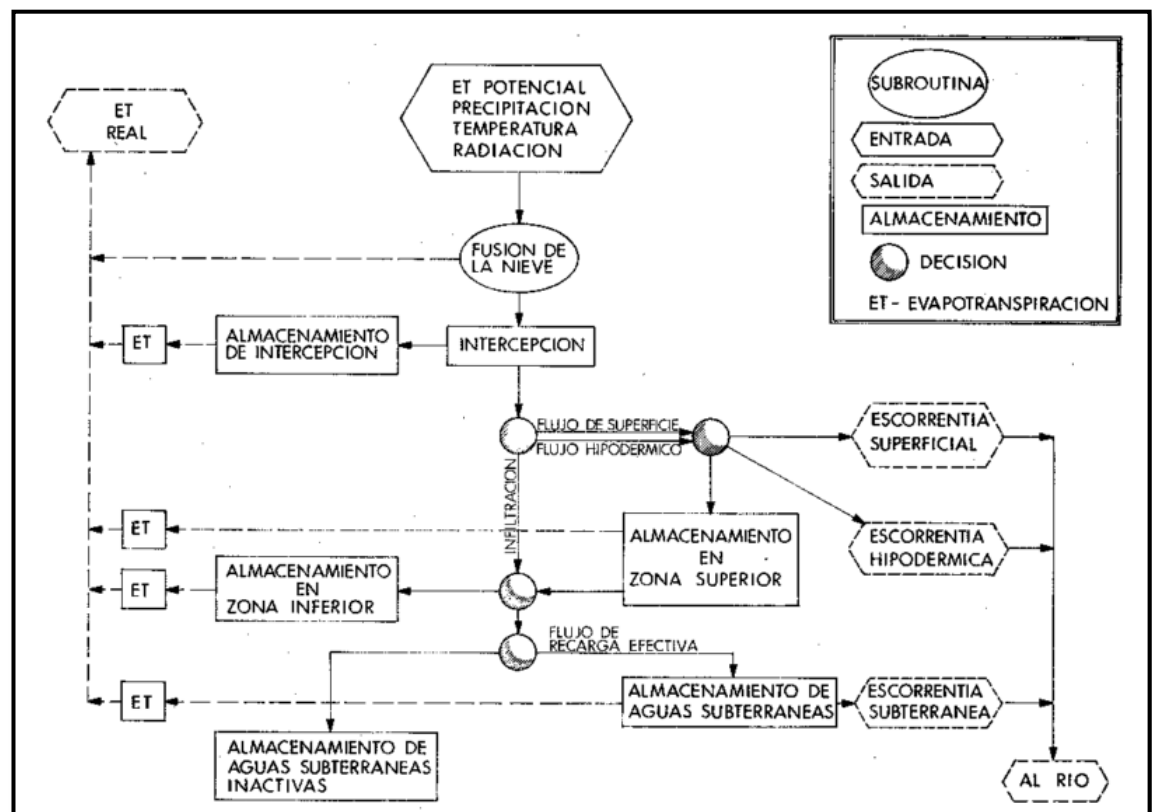 ET
REAL
ET POTENCIAL
PRECIPITACION
TEMPERATURA
RADIACION
SUBROUTINA
ENTRADA
SALIDA
ALMACENAMIENTO
DECISION
ET - EVAPOTRANSPIRACION
FUSION DE
LA NIEVE
ET
ALMACENAMIENTO
DE INTERCEPCION
INTERCEPCION
FLUJO DE SUPERFICIE
FLUJO HIPODERMICO
ESCORRENTIA
SUPERFICIAL
INFILTRACION
ET
ALMACENAMIENTO
EN
ZONA SUPERIOR
ESCORRENTIA
HIPODERMICA
ET
ALMACENAMIENTO
EN
ZONA INFERIOR
FLUJO DE
RECARGA EFECTIVA
ET
ALMACENAMIENTO DE
AGUAS SUBTERRANEAS
ESCORRENTIA
SUBTERRANEA
ALMACENAMIENTO DE
AGUAS SUBTERRANEAS
INACTIVAS
AL RIO